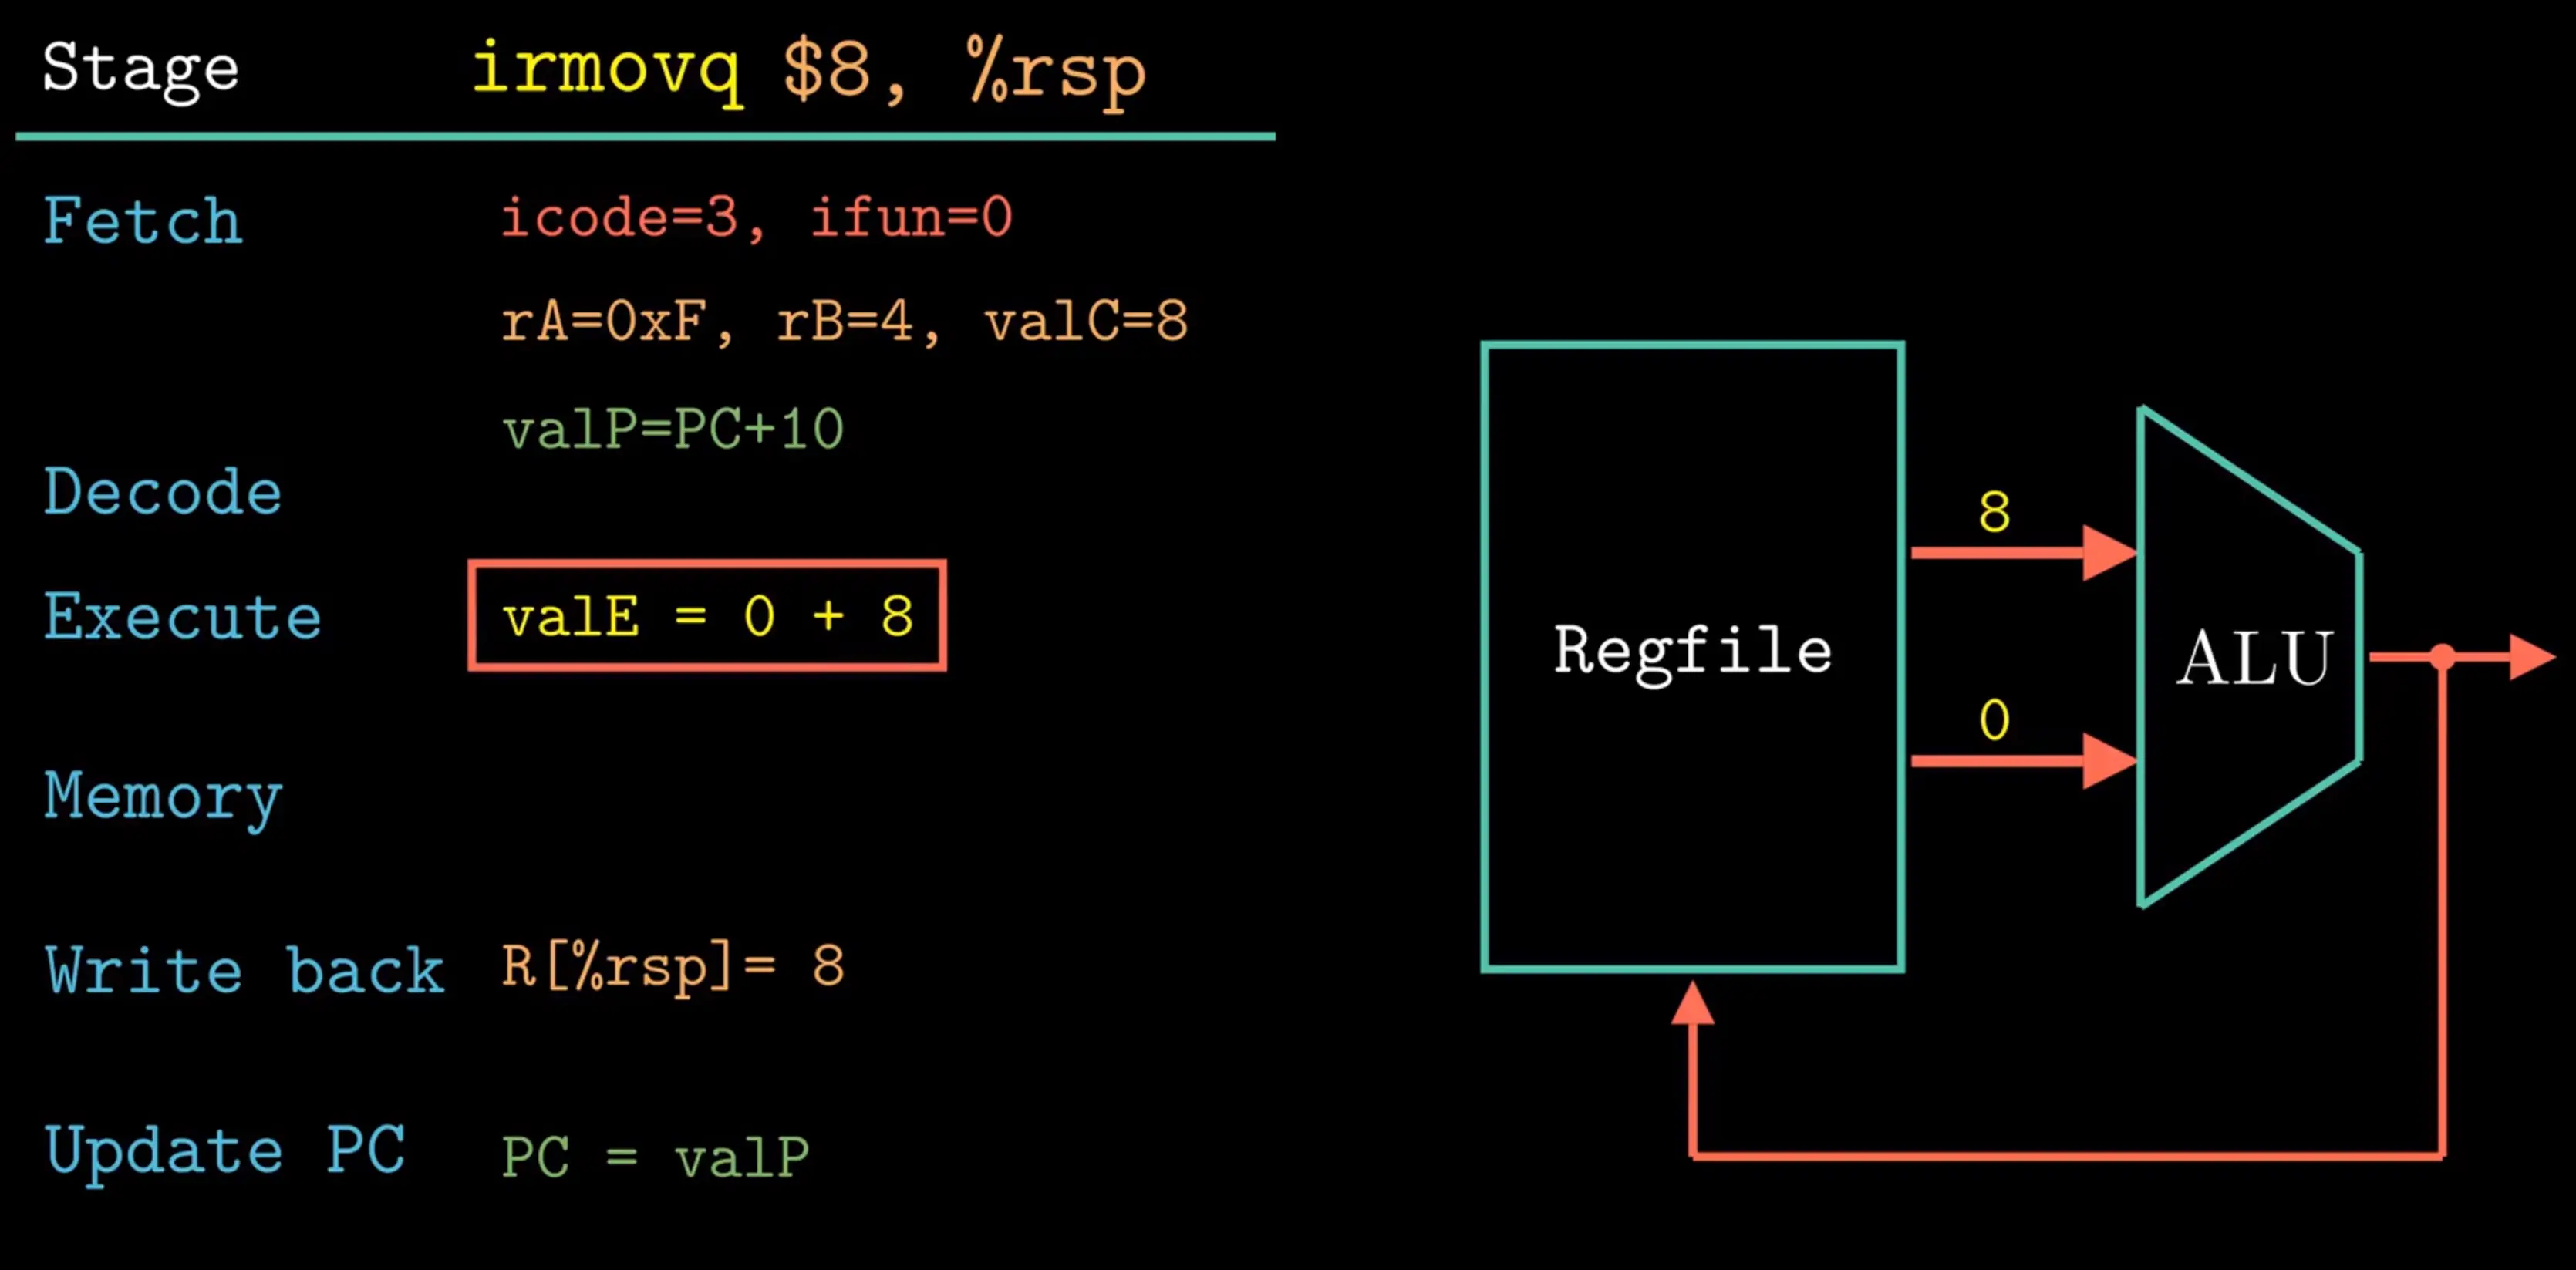 Stage irmovq $8, %rsp
Fetch icode=3, ifun=0
rA=0xF, rB=4, valC=8
valP=PC+10
Decode
Execute valE = 0 + 8
Memory
Write back R[%rsp]= 8
Update PC PC = valP
Regfile
8
0
ALU